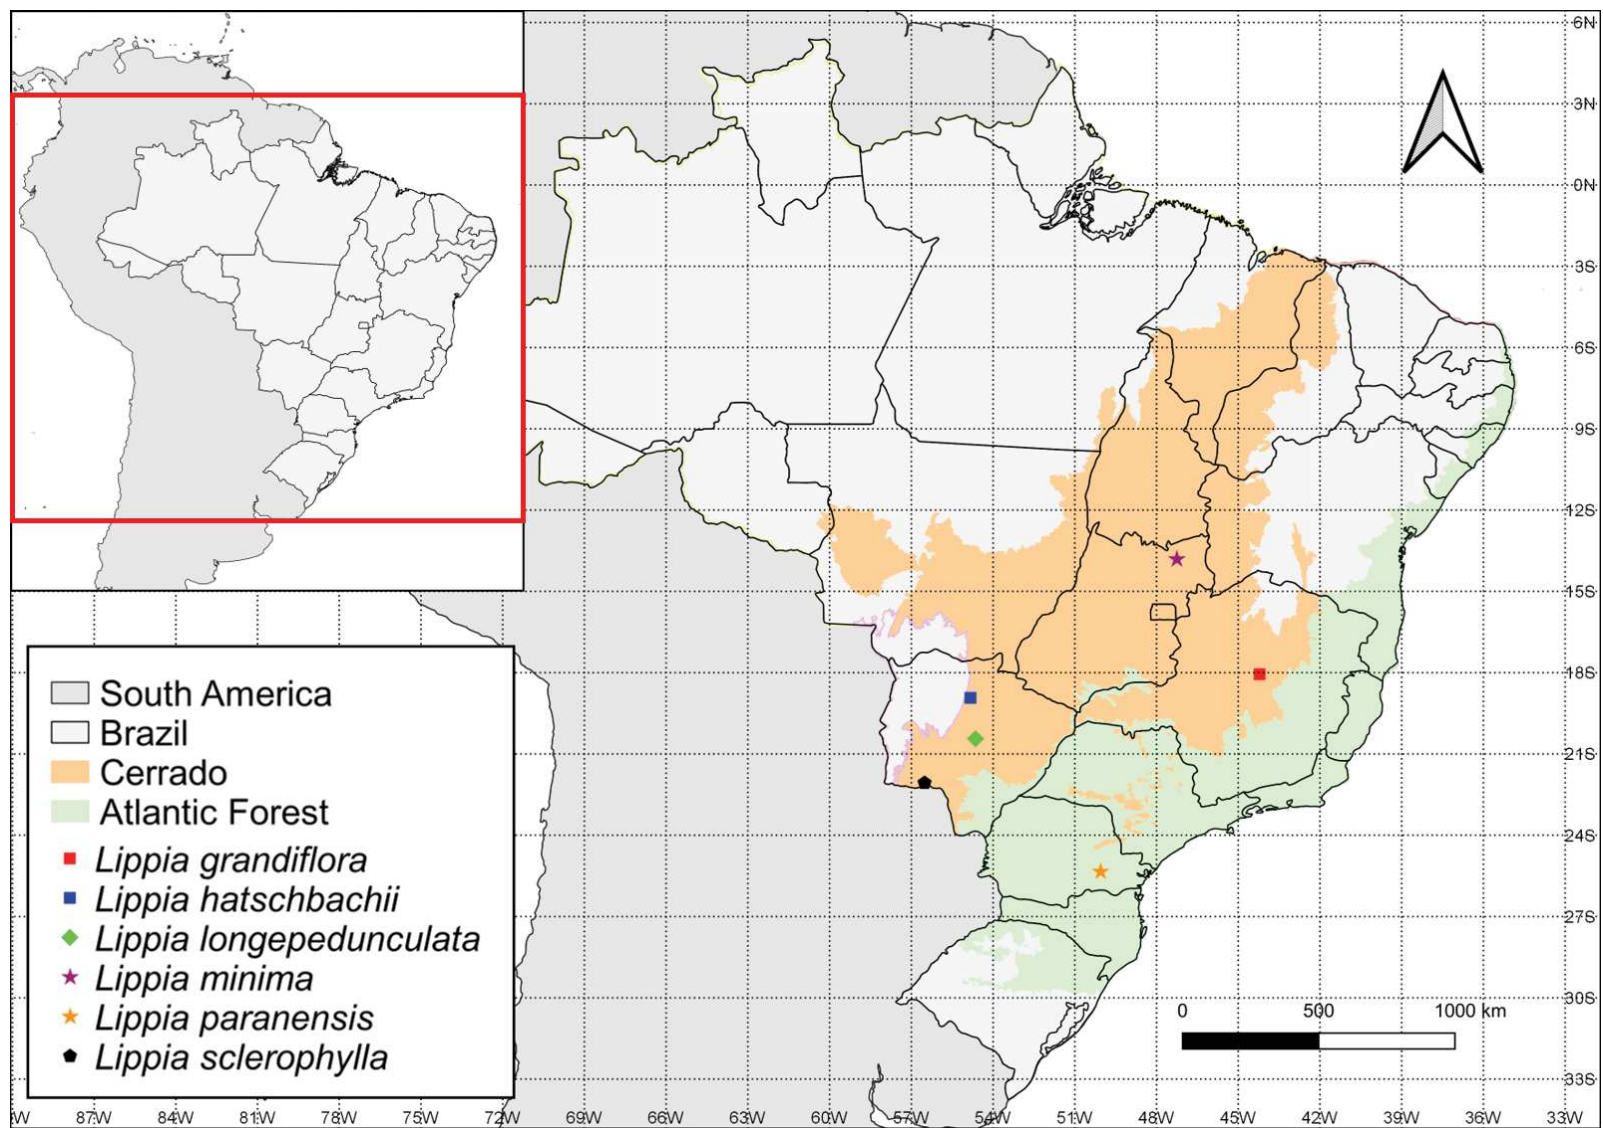 6N
3N
0N
3S
6S
9S
12S
15S
18S
21S
24S
27S
30S
33S
South America
Brazil
Cerrado
Atlantic Forest
Lippia grandiflora
Lippia hatschbachii
Lippia longepedunculata
Lippia minima
Lippia paranensis
Lippia sclerophylla
0 500 1000 km
W 87W 84W 81W 78W 75W 72W 69W 66W 63W 60W 57W 54W 51W 48W 45W 42W 39W 36W 33W